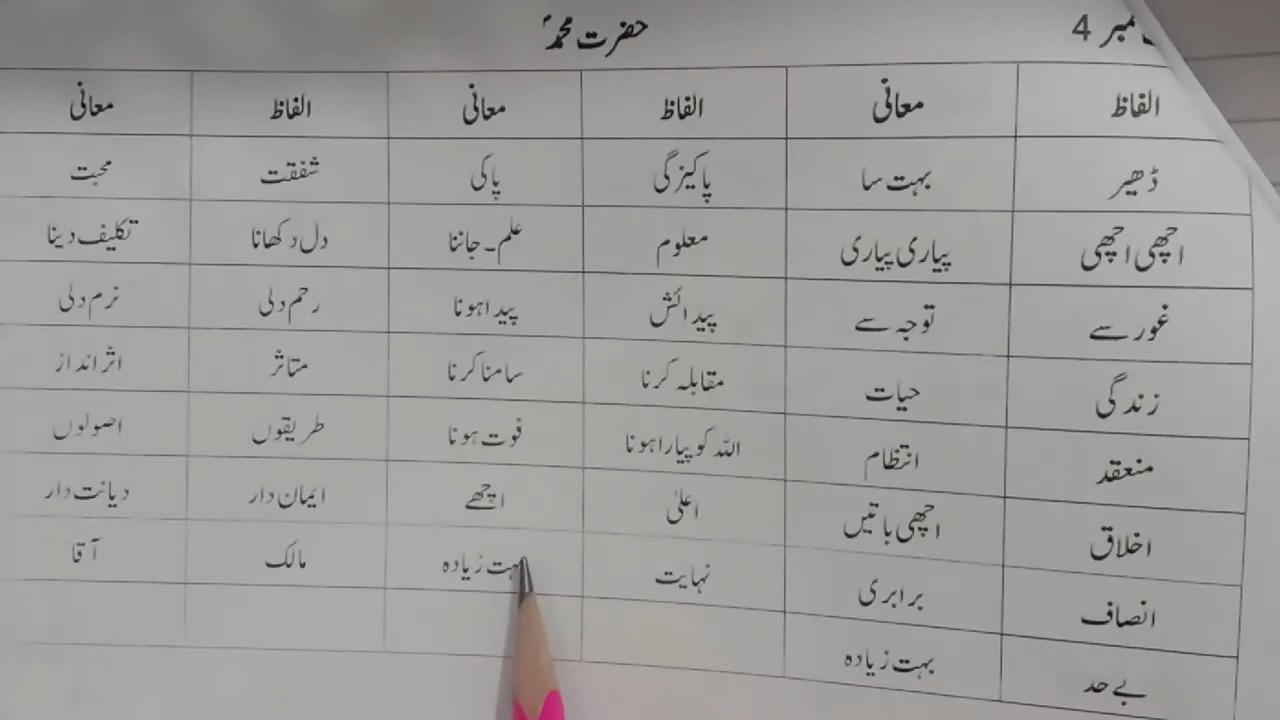 نمبر 4 حضرت محمدؐ
الفاظ معانی الفاظ معانی الفاظ معانی
ڈھیر بہت سا پاکیزگی پاکی شفقت محبت
اچھی اچھی پیاری پیاری معلوم علم۔جاننا دل دکھانا تکلیف دینا
غور سے توجہ سے پیدائش پیدا ہونا رحم دلی نرم دلی
زندگی حیات مقابلہ کرنا سامنا کرنا متاثر اثر انداز
منعقد انتظام اللہ کو پیارا ہونا فوت ہونا طریقوں اصولوں
اخلاق اچھی باتیں اعلیٰ اچھے ایمان دار دیانت دار
انصاف برابری نہایت بہت زیادہ مالک آقا
بے حد بہت زیادہ